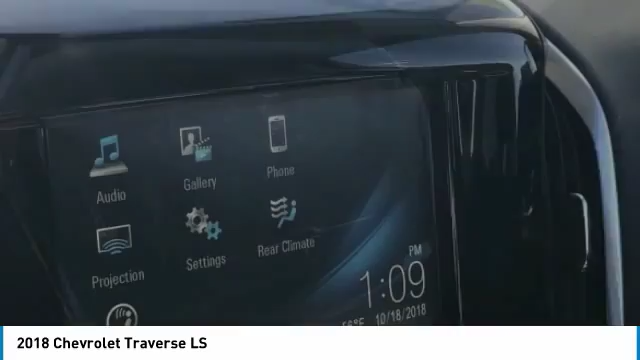 Audio
Gallery
Phone
Projection
Settings
Rear Climate
PM
1:09
10/18/2018
2018 Chevrolet Traverse LS